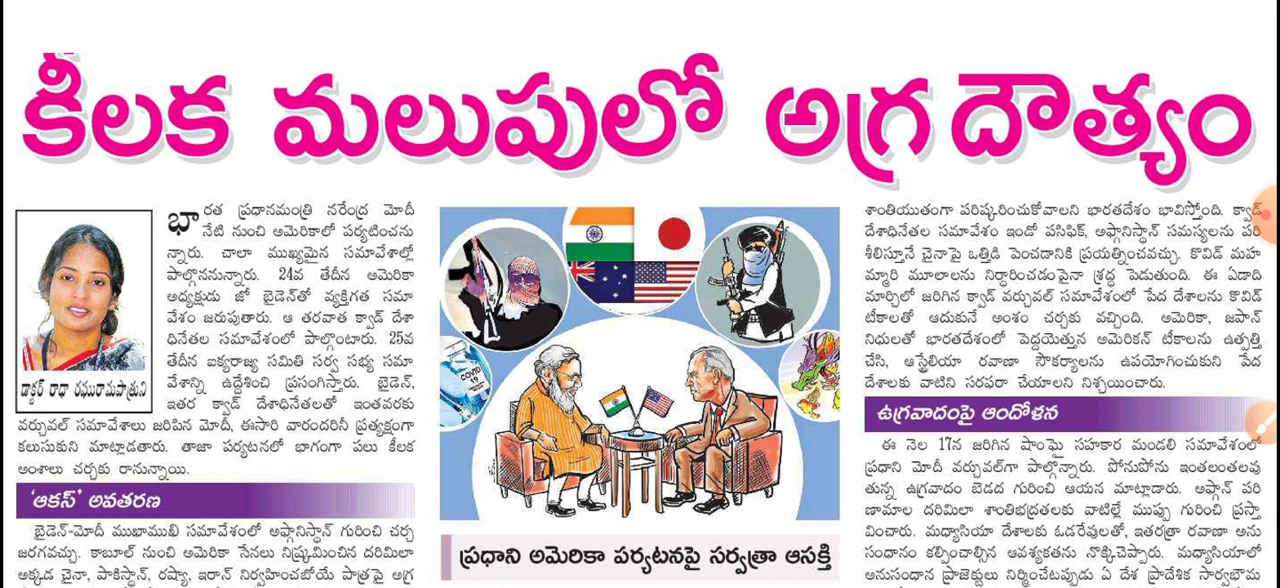 కీలక మలుపులో అగ్ర దౌత్యం
డాక్టర్ రాధా రఘురామపాత్రుని
భారత ప్రధానమంత్రి నరేంద్ర మోదీ
నేటి నుంచి అమెరికాలో పర్యటించను
న్నారు. చాలా ముఖ్యమైన సమావేశాల్లో
పాల్గొననున్నారు. 24వ తేదీన అమెరికా
అధ్యక్షుడు జో బైడెన్‌తో వ్యక్తిగత సమా
వేశం జరుపుతారు. ఆ తరవాత క్వాడ్ దేశా
ధినేతల సమావేశంలో పాల్గొంటారు. 25వ
తేదీన ఐక్యరాజ్య సమితి సర్వ సభ్య సమా
వేశాన్ని ఉద్దేశించి ప్రసంగిస్తారు. బైడెన్,
ఇతర క్వాడ్ దేశాధినేతలతో ఇంతవరకు
వర్చువల్ సమావేశాలు జరిపిన మోదీ, ఈసారి వారందరినీ ప్రత్యక్షంగా
కలుసుకుని మాట్లాడతారు. తాజా పర్యటనలో భాగంగా పలు కీలక
అంశాలు చర్చకు రానున్నాయి.
‘ఆకస్’ అవతరణ
బైడెన్-మోదీ ముఖాముఖి సమావేశంలో అఫ్గానిస్థాన్ గురించి చర్చ
జరగవచ్చు. కాబూల్ నుంచి అమెరికా సేనలు నిష్క్రమించిన దరిమిలా
అక్కడ చైనా, పాకిస్థాన్, రష్యా, ఇరాన్ నిర్వహించబోయే పాత్రపై అగ్ర
COVID
ప్రధాని అమెరికా పర్యటనపై సర్వత్రా ఆసక్తి
శాంతియుతంగా పరిష్కరించుకోవాలని భారతదేశం భావిస్తోంది. క్వాడ్
దేశాధినేతల సమావేశం ఇండో పసిఫిక్, అఫ్గానిస్థాన్ సమస్యలను పరి
శీలిస్తూనే చైనాపై ఒత్తిడి పెంచడానికి ప్రయత్నించవచ్చు. కొవిడ్ మహ
మ్మారి మూలాలను నిర్ధారించడంపైనా శ్రద్ధ పెడుతుంది. ఈ ఏడాది
మార్చిలో జరిగిన క్వాడ్ వర్చువల్ సమావేశంలో పేద దేశాలను కొవిడ్
టీకాలతో ఆదుకునే అంశం చర్చకు వచ్చింది. అమెరికా, జపాన్
నిధులతో భారతదేశంలో పెద్దయెత్తున అమెరికన్ టీకాలను ఉత్పత్తి
చేసి, ఆస్ట్రేలియా రవాణా సౌకర్యాలను ఉపయోగించుకుని పేద
దేశాలకు వాటిని సరఫరా చేయాలని నిశ్చయించారు.
ఉగ్రవాదంపై ఆందోళన
ఈ నెల 17న జరిగిన షాంఘై సహకార మండలి సమావేశంలో
ప్రధాని మోదీ వర్చువల్‌గా పాల్గొన్నారు. పోనుపోను ఇంతలంతలవు
తున్న ఉగ్రవాదం బెడద గురించి ఆయన మాట్లాడారు. అఫ్గాన్ పరి
ణామాల దరిమిలా శాంతిభద్రతలకు వాటిల్లే ముప్పు గురించి ప్రస్తా
వించారు. మధ్యాసియా దేశాలకు ఓడరేవులతో, ఇతరత్రా రవాణా అను
సంధానం కల్పించాల్సిన ఆవశ్యకతను నొక్కిచెప్పారు. మధ్యాసియాలో
అనుసంధాన ప్రాజెక్టులు నిర్మించేటప్పుడు ఏ దేశ ప్రాదేశిక సార్వభౌమ